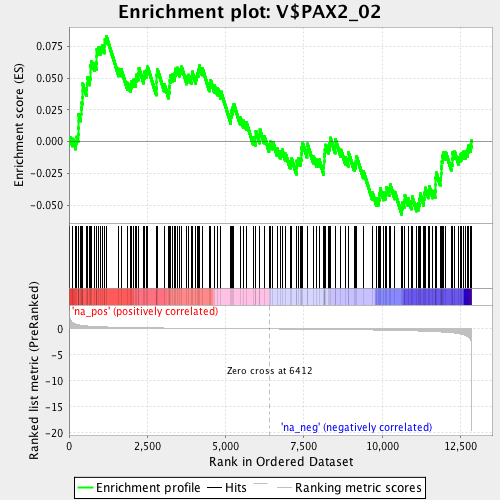 Enrichment plot: V$PAX2_02
Enrichment score (ES)
0.075
0.050
0.025
0.000
-0.025
-0.050
'na_pos' (positively correlated)
Ranked list metric (PreRanked)
0
-5
-10
-15
-20
Zero cross at 6412
'na_neg' (negatively correlated)
0
2,500
5,000
7,500
10,000
12,500
Rank in Ordered Dataset
Enrichment profile
Hits
Ranking metric scores